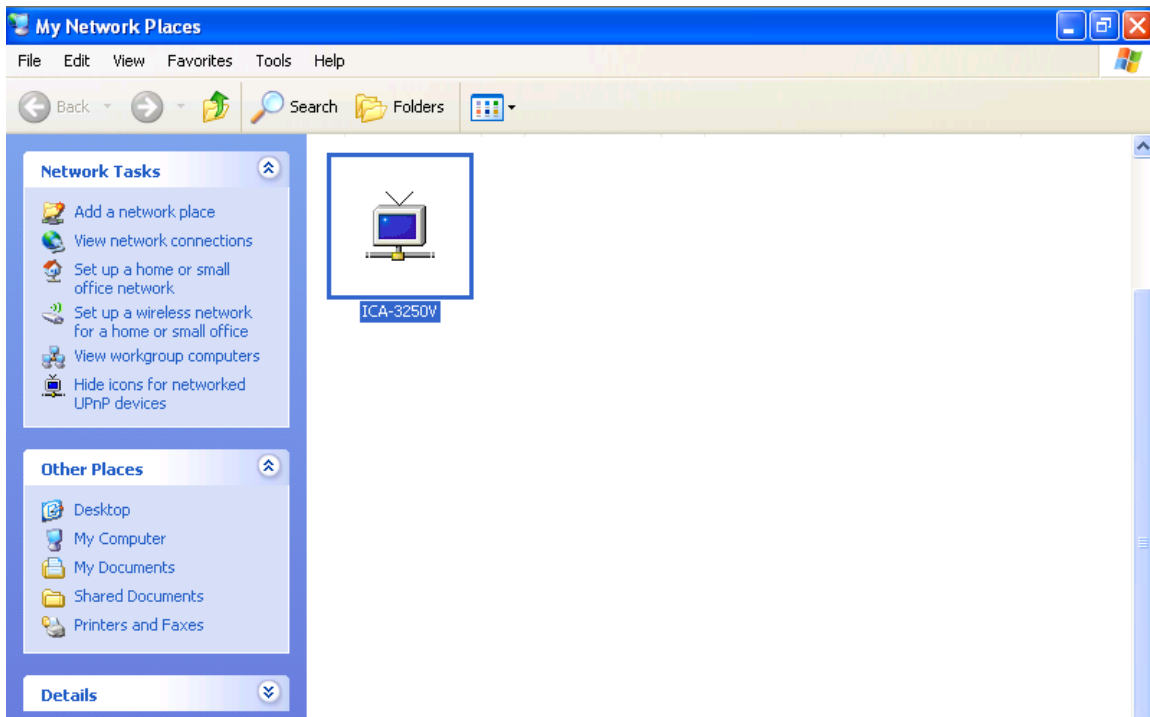 My Network Places
File Edit View Favorites Tools Help
Back Search Folders
Network Tasks
Add a network place
View network connections
Set up a home or small
office network
Set up a wireless network
for a home or small office
View workgroup computers
Hide icons for networked
UPnP devices
Other Places
Desktop
My Computer
My Documents
Shared Documents
Printers and Faxes
Details
ICA-3250V